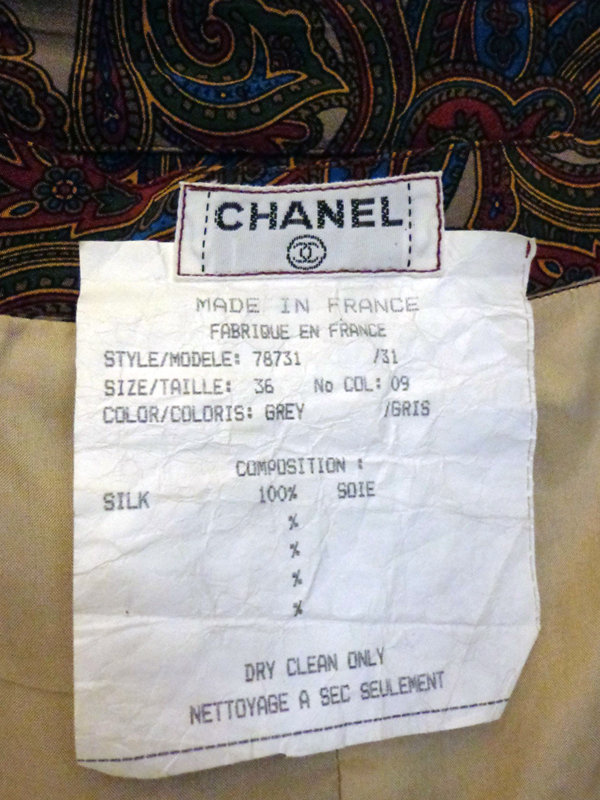 CHANEL
MADE IN FRANCE
FABRIQUE EN FRANCE
STYLE/MODELE: 78731 /31
SIZE/TAILLE: 36 No COL: 09
COLOR/COLORIS: GREY /GRIS
COMPOSITION :
SILK 100% SOIE
%
%
%
%
DRY CLEAN ONLY
NETTOYAGE A SEC SEULEMENT